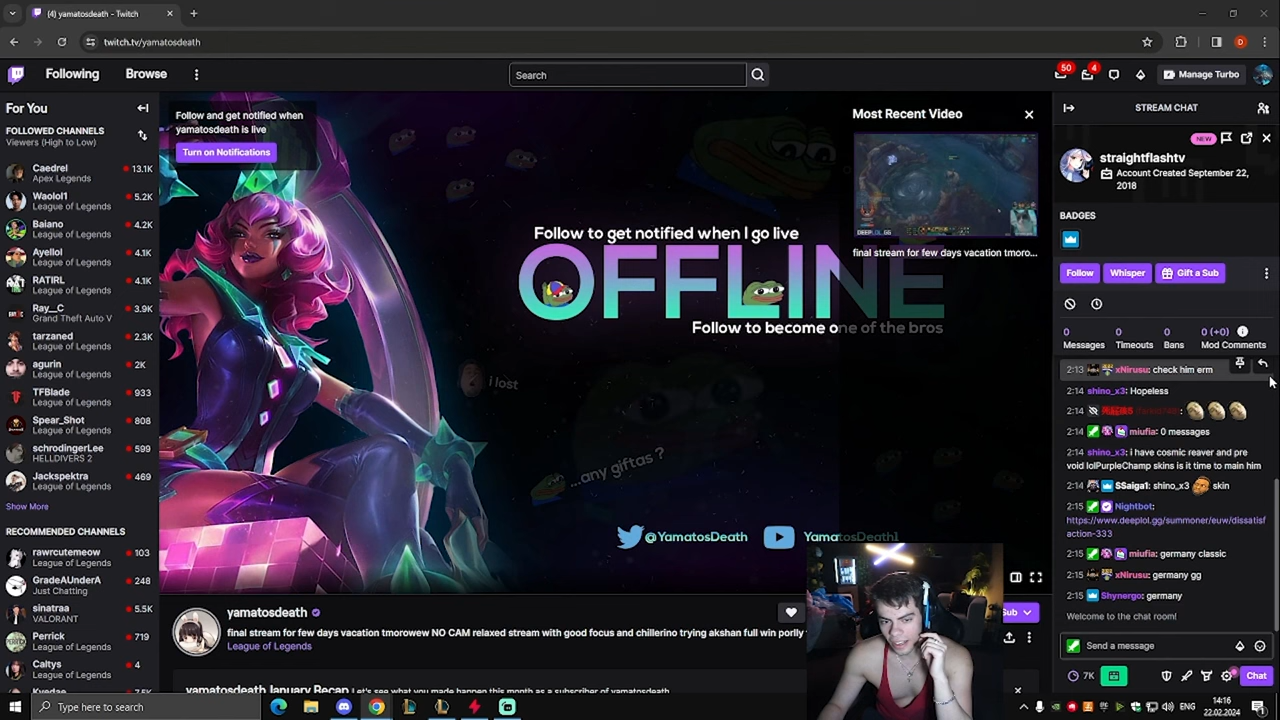 (4) yamatosdeath - Twitch
twitch.tv/yamatosdeath
Following
Browse
Search
50
4
Manage Turbo
For You
FOLLOWED CHANNELS
Viewers (High to Low)
Caedrel
13.1K
Apex Legends
Waolol1
5.2K
League of Legends
Baiano
4.2K
League of Legends
Ayellol
4.1K
League of Legends
RATIRL
4.1K
League of Legends
Ray__C
3.9K
Grand Theft Auto V
tarzaned
2.3K
League of Legends
agurin
2K
League of Legends
TFBlade
933
League of Legends
Spear_Shot
808
League of Legends
schrodingerLee
599
HELLDIVERS 2
Jackspektra
469
League of Legends
Show More
RECOMMENDED CHANNELS
rawrcutemeow
103
League of Legends
GradeAUnderA
248
Just Chatting
sinatraa
5.5K
VALORANT
Perrick
719
League of Legends
Caltys
4
League of Legends
Kyedae
Follow and get notified when
yamatosdeath is live
Turn on Notifications
Most Recent Video
DEEPLOL.GG
final stream for few days vacation tmoro...
Follow to get notified when I go live
OFFLINE
Follow to become one of the bros
i lost
...any giftas ?
@YamatosDeath
YamatosDeath1
yamatosdeath
final stream for few days vacation tmorowew NO CAM relaxed stream with good focus and chillerino trying akshan full win porlly
League of Legends
Sub
yamatosdeath January Recap Let's see what you made happen this month as a subscriber of yamatosdeath
STREAM CHAT
NEW
straightflashtv
Account Created September 22,
2018
BADGES
Follow
Whisper
Gift a Sub
0
0
0
0 (+0)
Messages
Timeouts
Bans
Mod Comments
2:13 xNirusu: check him erm
2:14 shino_x3: Hopeless
2:14
2:14 miufia: 0 messages
2:14 shino_x3: i have cosmic reaver and pre
void lolPurpleChamp skins is it time to main him
2:14 SSaiga1: shino_x3 skin
2:15 Nightbot:
https://www.deeplol.gg/summoner/euw/dissatisf
action-333
2:15 miufia: germany classic
2:15 xNirusu: germany gg
2:15 Shynergo: germany
Welcome to the chat room!
Send a message
7K
Chat
Type here to search
14:16
22.02.2024